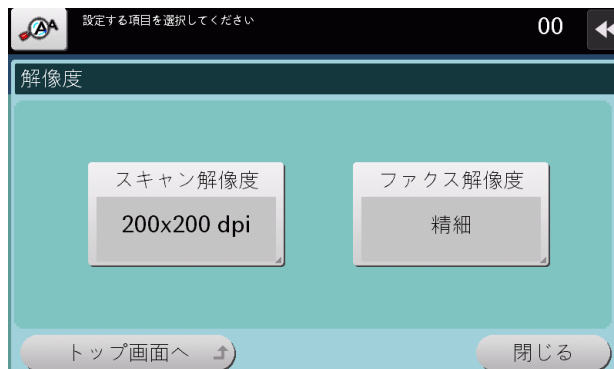 設定する項目を選択してください
00
解像度
スキャン解像度
ファクス解像度
200x200 dpi
精細
トップ画面へ
閉じる